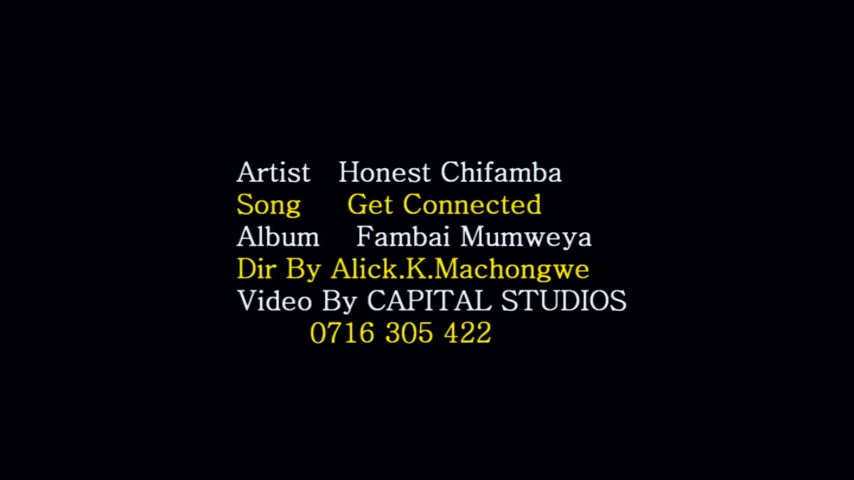 Artist Honest Chifamba
Song Get Connected
Album Fambai Mumweya
Dir By Alick.K.Machongwe
Video By CAPITAL STUDIOS
0716 305 422